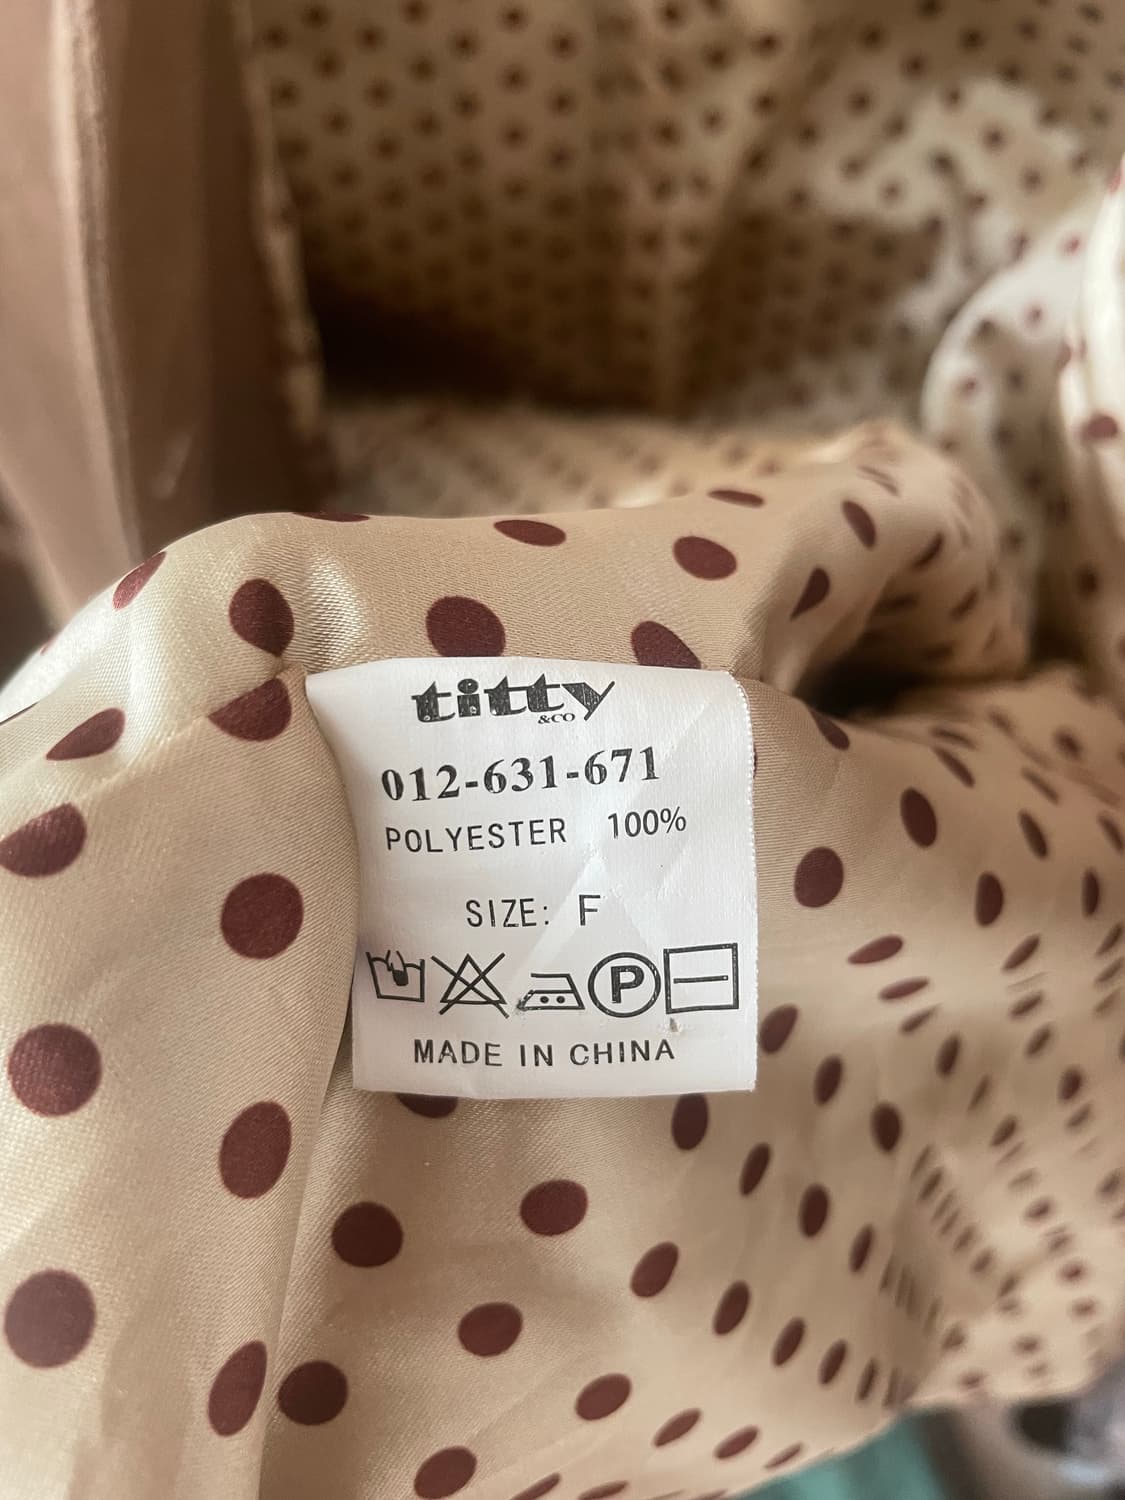 titty
&CO
012-631-671
POLYESTER 100%
SIZE: F
P
MADE IN CHINA